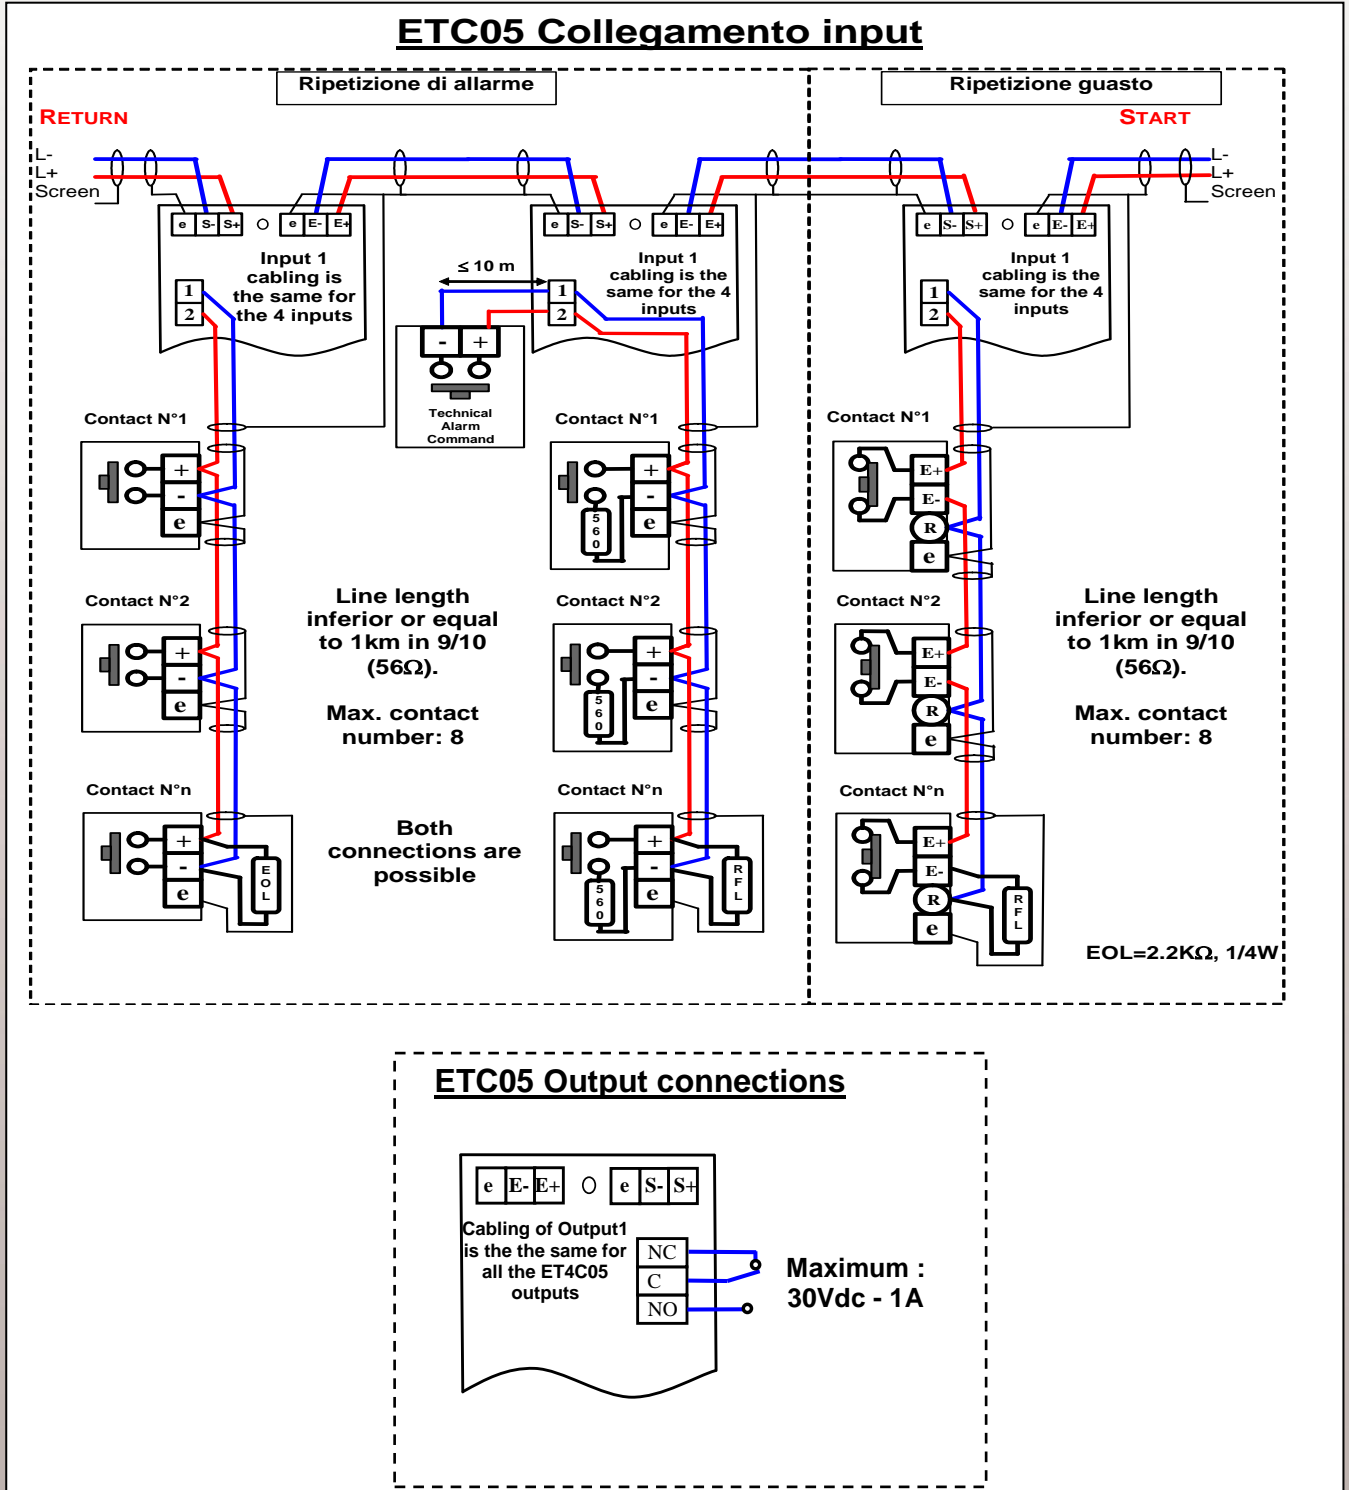 ETC05 Collegamento input
Ripetizione di allarme
Ripetizione guasto
RETURN
START
L-
L+
Screen
L-
L+
Screen
e S- S+ e E- E+
e S- S+ e E- E+
e S- S+ e E- E+
Input 1
cabling is
the same for
the 4 inputs
1
2
≤ 10 m
Input 1
cabling is the
same for the 4
inputs
1
2
Input 1
cabling is the
same for the 4
inputs
1
2
- +
Technical
Alarm
Command
Contact N°1
+
-
e
Contact N°2
+
-
e
Contact N°n
+
-
e
EOL
Line length
inferior or equal
to 1km in 9/10
(56Ω).
Max. contact
number: 8
Both
connections are
possible
Contact N°1
+
-
e
560
Contact N°2
+
-
e
560
Contact N°n
+
-
e
560
RFL
Contact N°1
E+
E-
R
e
Contact N°2
E+
E-
R
e
Contact N°n
E+
E-
R
e
RFL
Line length
inferior or equal
to 1km in 9/10
(56Ω).
Max. contact
number: 8
EOL=2.2KΩ, 1/4W
ETC05 Output connections
e E- E+ e S- S+
Cabling of Output1
is the the same for
all the ET4C05
outputs
NC
C
NO
Maximum :
30Vdc - 1A